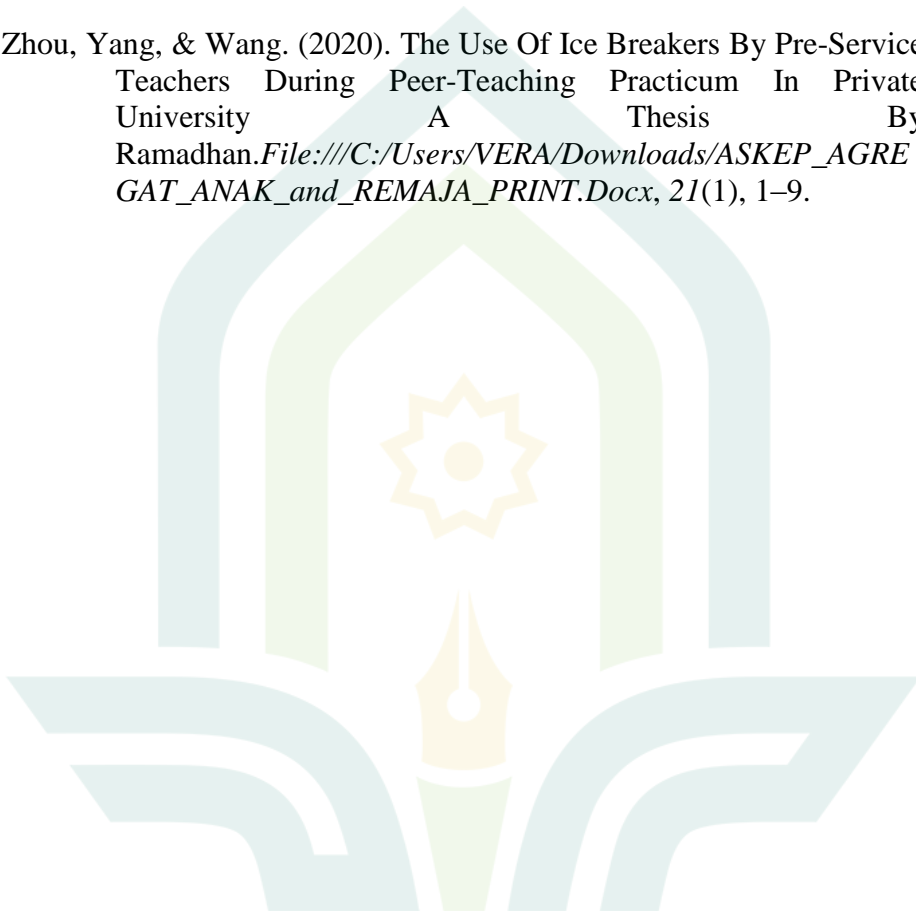 Zhou, Yang, & Wang. (2020). The Use Of Ice Breakers By Pre-Service
Teachers During Peer-Teaching Practicum In Private
University A Thesis By
Ramadhan.File:///C:/Users/VERA/Downloads/ASKEP_AGRE
GAT_ANAK_and_REMAJA_PRINT.Docx, 21(1), 1–9.